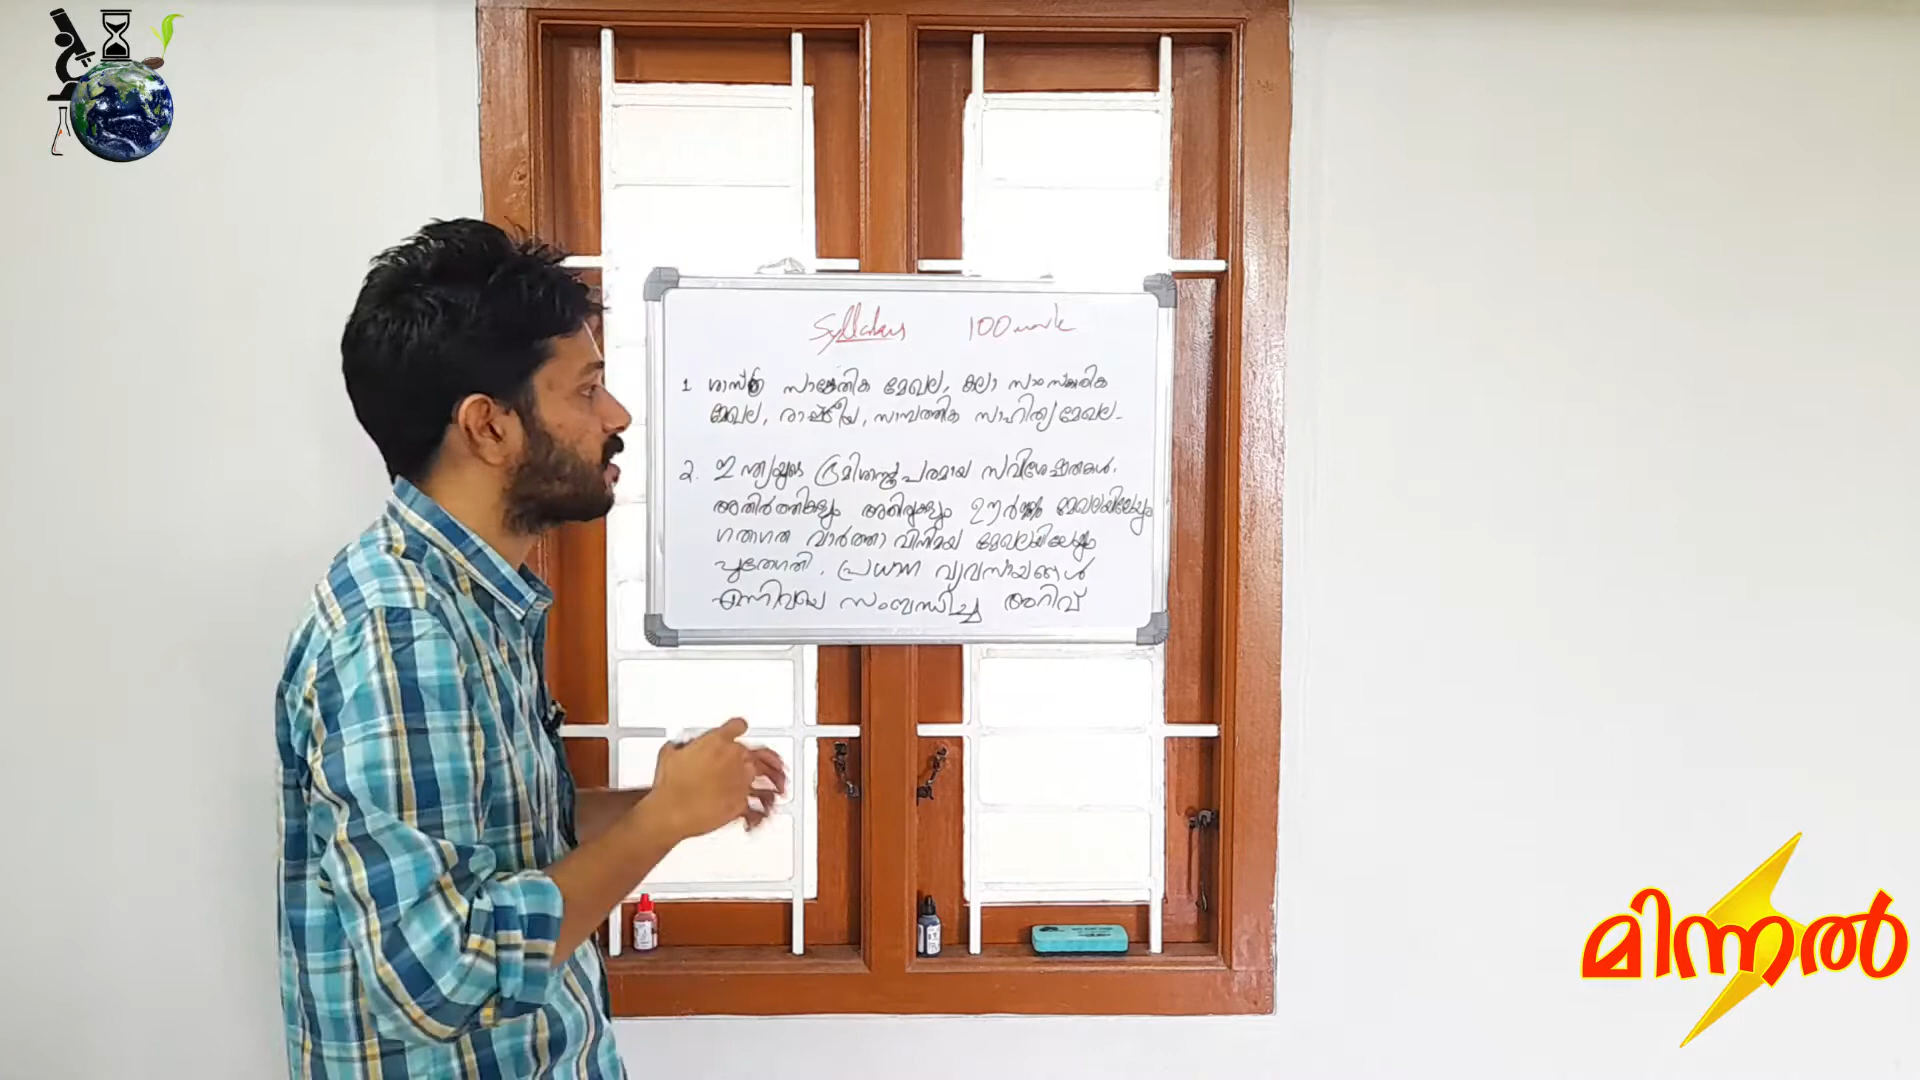 Syllabus 100 mark
1 ശാസ്ത്ര സാങ്കേതിക മേഖല, കലാ സാംസ്കാരിക
മേഖല, രാഷ്ട്രീയ, സാമ്പത്തിക സാഹിത്യ മേഖല-
2. ഇന്ത്യയുടെ ഭൂമിശാസ്ത്ര പരമായ സവിശേഷതകൾ.
അതിർത്തികളും അതിരുകളും ഊർജ്ജ മേഖലയിലേയും
ഗതാഗത വാർത്താ വിനിമയ മേഖലയിലേയും
പുരോഗതി. പ്രധാന വ്യവസായങ്ങൾ
എന്നിവയെ സംബന്ധിച്ച അറിവ്
മിന്നൽ